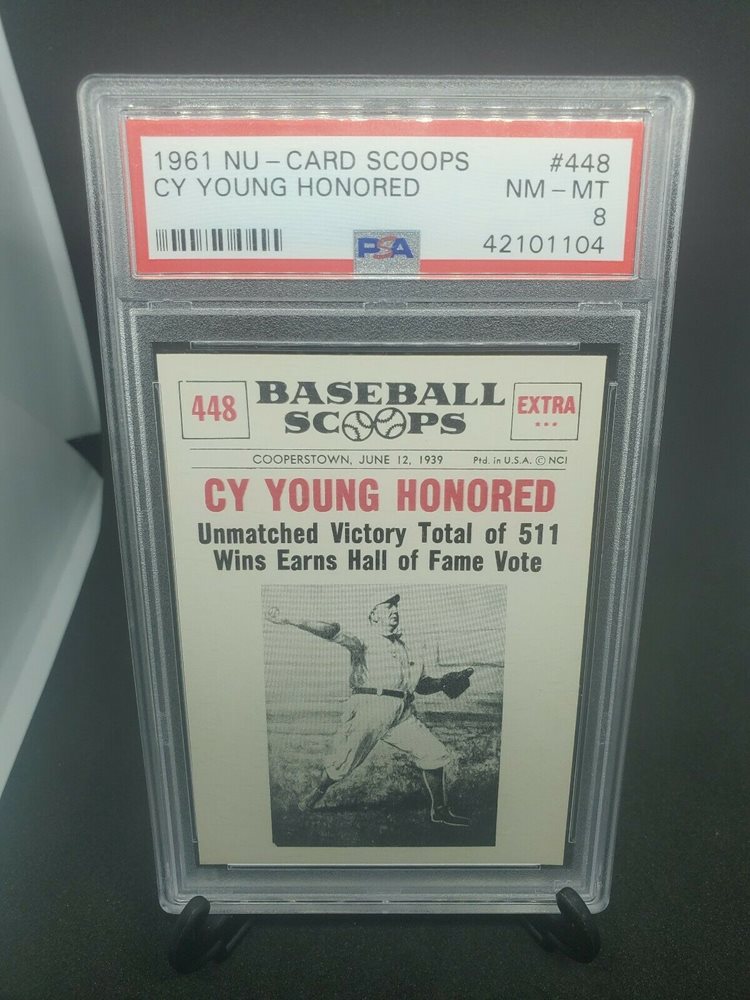 1961 NU-CARD SCOOPS #448
CY YOUNG HONORED NM-MT
8
PSA 42101104
448 BASEBALL SCOOPS EXTRA
COOPERSTOWN, JUNE 12, 1939 Ptd. in U.S.A. © NCI
CY YOUNG HONORED
Unmatched Victory Total of 511
Wins Earns Hall of Fame Vote